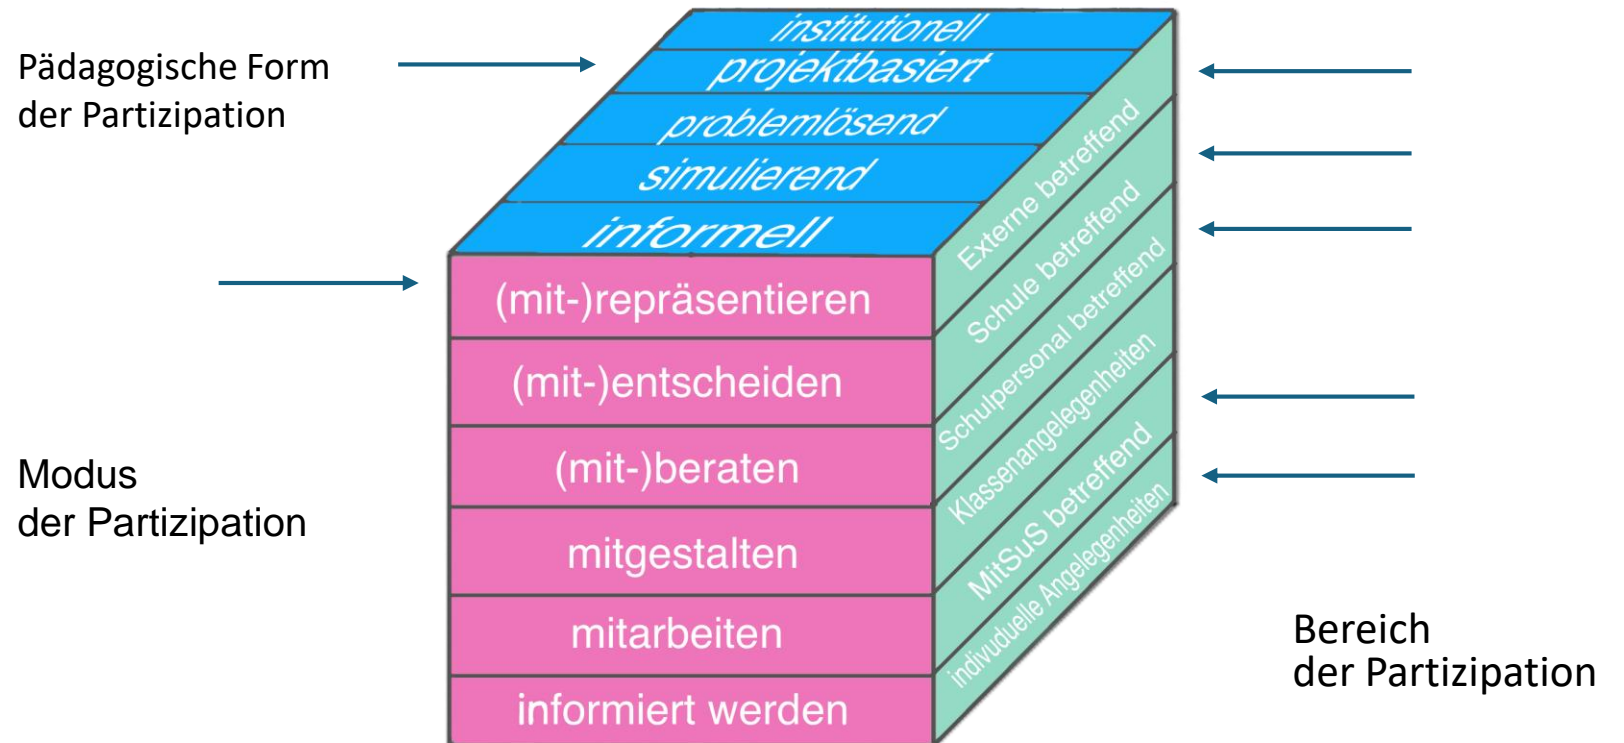 Pädagogische Form
der Partizipation
institutionell
projektbasiert
problemlösend
simulierend
informell
(mit-)repräsentieren
(mit-)entscheiden
(mit-)beraten
mitgestalten
mitarbeiten
informiert werden
Modus
der Partizipation
Externe betreffend
Schule betreffend
Schulpersonal betreffend
Klassenangelegenheiten
MitSuS betreffend
indivuduelle Angelegenheiten
Bereich
der Partizipation